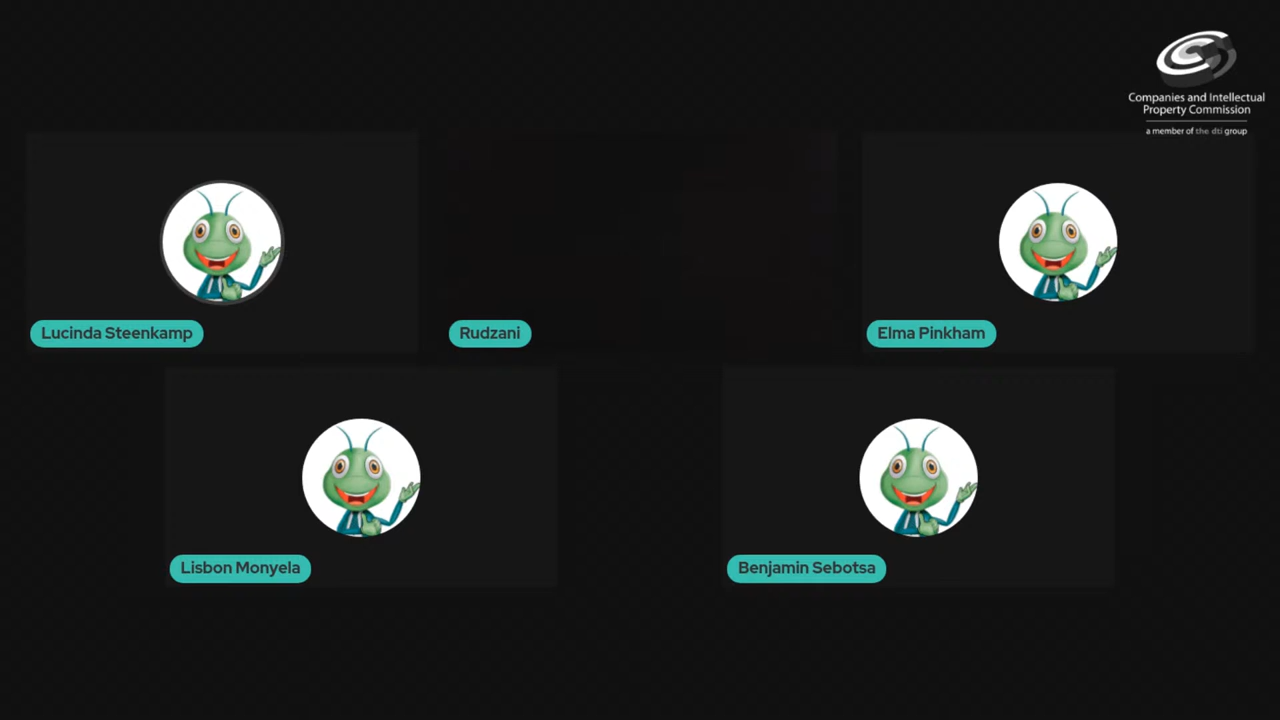 Companies and Intellectual
Property Commission
a member of the dti group
Lucinda Steenkamp
Rudzani
Elma Pinkham
Lisbon Monyela
Benjamin Sebotsa